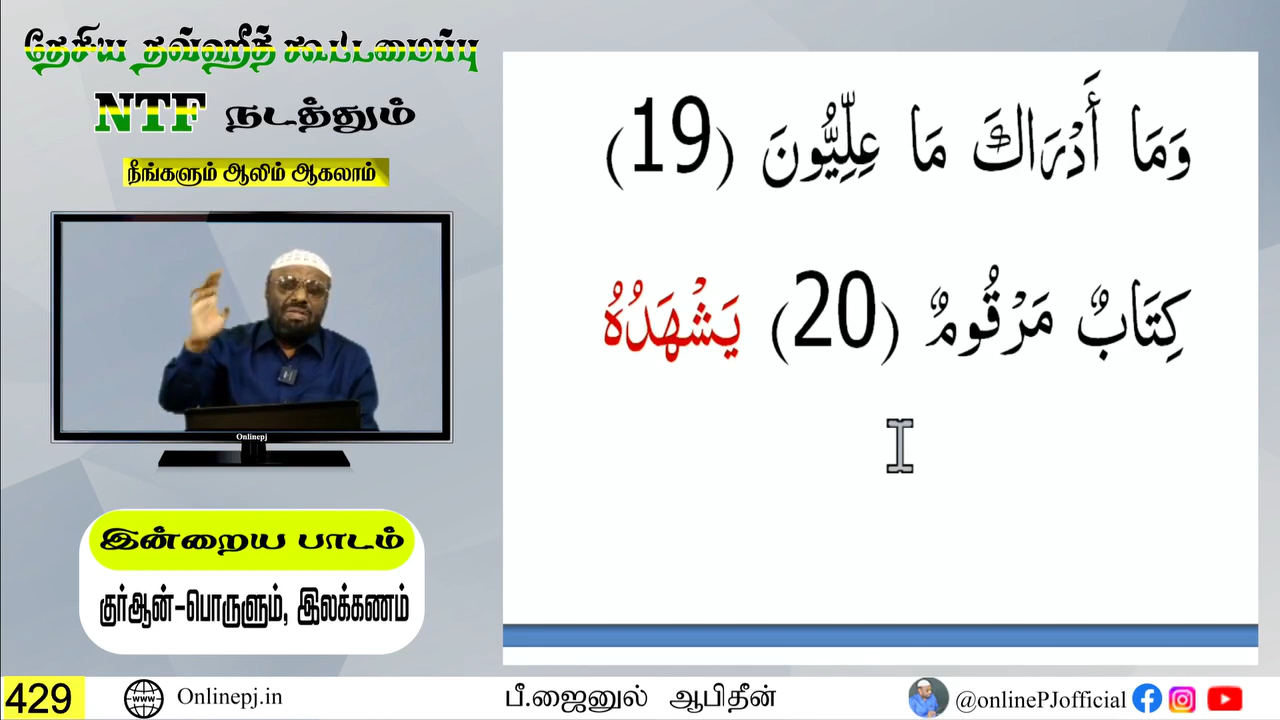 தேசிய தவ்ஹீத் கூட்டமைப்பு
NTF நடத்தும்
நீங்களும் ஆலிம் ஆகலாம்
Onlinepj
இன்றைய பாடம்
குர்ஆன்-பொருளும், இலக்கணம்
وَمَا أَدْرَاكَ مَا عِلِّيُّونَ (19)
كِتَابٌ مَرْقُومٌ (20) يَشْهَدُهُ
429
www
Onlinepj.in
பீ.ஜைனுல் ஆபிதீன்
@onlinePJofficial